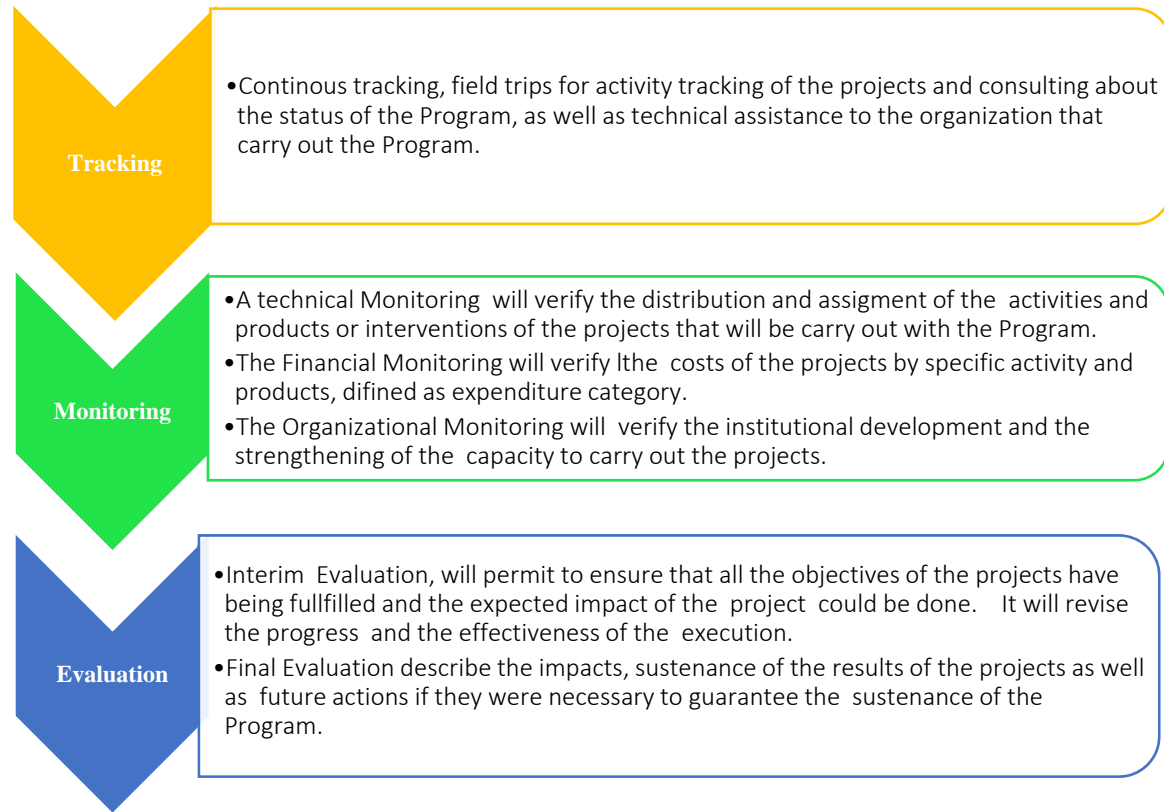 •Continous tracking, field trips for activity tracking of the projects and consulting about
the status of the Program, as well as technical assistance to the organization that
carry out the Program.
Tracking
•A technical Monitoring will verify the distribution and assigment of the activities and
products or interventions of the projects that will be carry out with the Program.
•The Financial Monitoring will verify lthe costs of the projects by specific activity and
products, difined as expenditure category.
•The Organizational Monitoring will verify the institutional development and the
strengthening of the capacity to carry out the projects.
Monitoring
•Interim Evaluation, will permit to ensure that all the objectives of the projects have
being fullfilled and the expected impact of the project could be done. It will revise
the progress and the effectiveness of the execution.
•Final Evaluation describe the impacts, sustenance of the results of the projects as well
as future actions if they were necessary to guarantee the sustenance of the
Program.
Evaluation